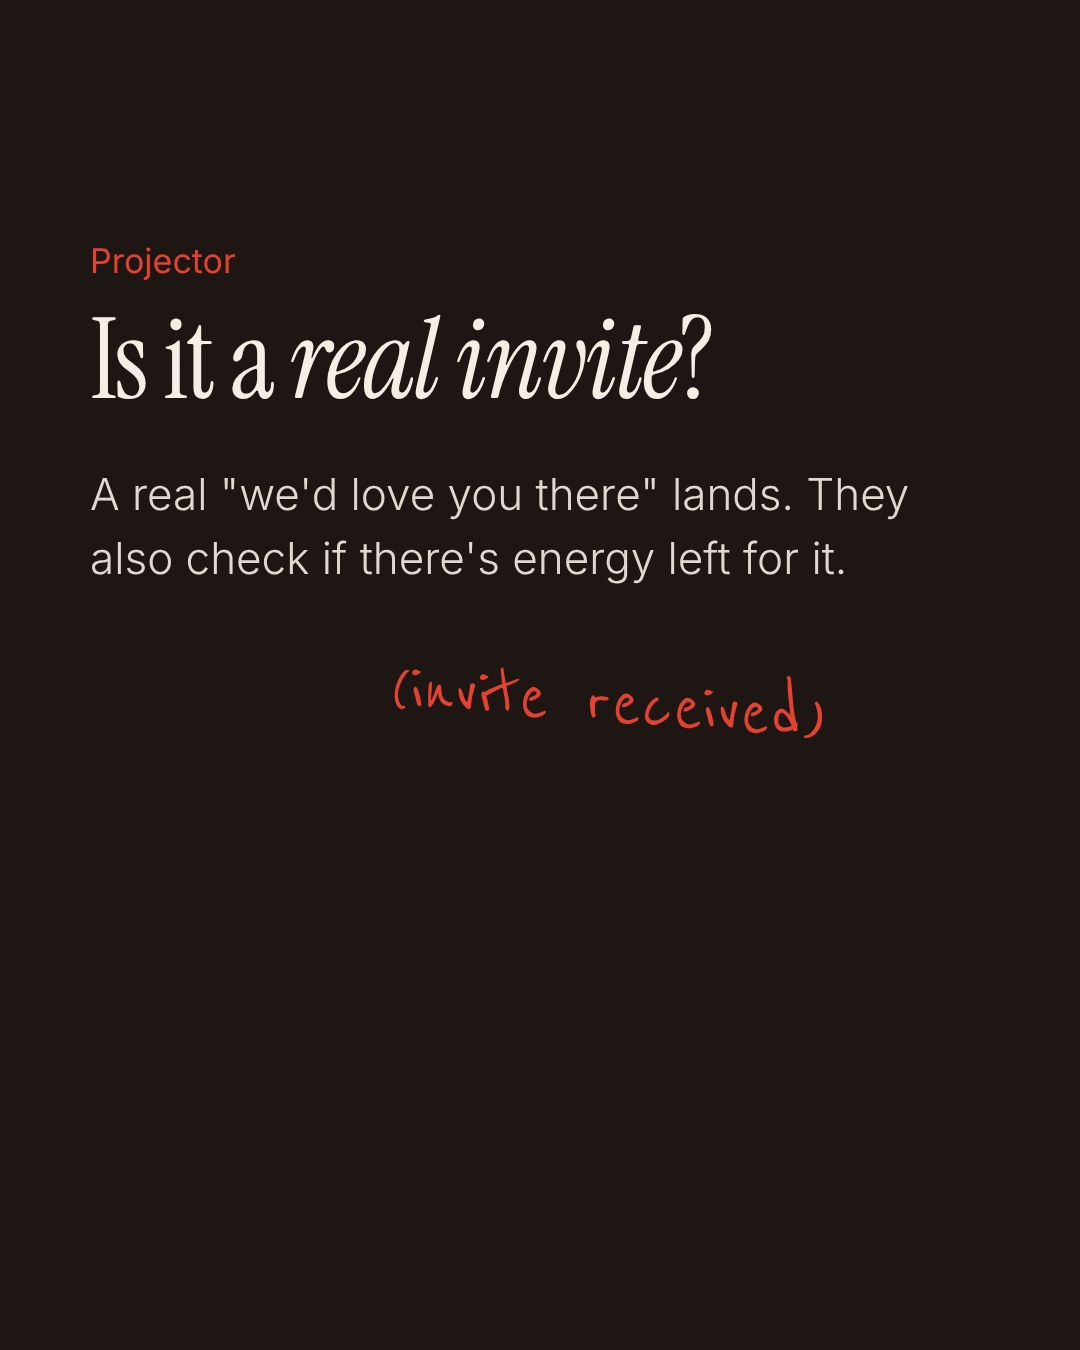 Projector
Is it a real invite?
A real "we'd love you there" lands. They
also check if there's energy left for it.
(invite received)